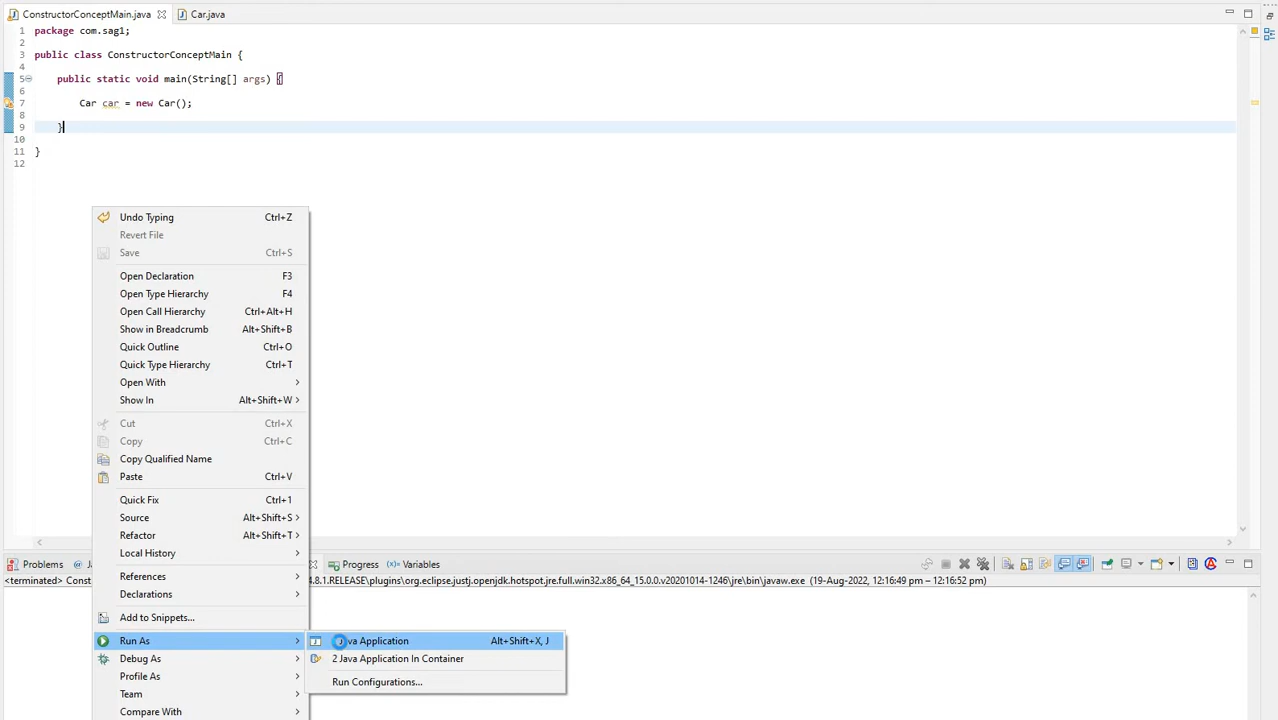 ConstructorConceptMain.java
Car.java
1 package com.sag1;
2
3 public class ConstructorConceptMain {
4
5 public static void main(String[] args) {
6
7 Car car = new Car();
8
9 }
10
11 }
12
Undo Typing Ctrl+Z
Revert File
Save Ctrl+S
Open Declaration F3
Open Type Hierarchy F4
Open Call Hierarchy Ctrl+Alt+H
Show in Breadcrumb Alt+Shift+B
Quick Outline Ctrl+O
Quick Type Hierarchy Ctrl+T
Open With
Show In Alt+Shift+W
Cut Ctrl+X
Copy Ctrl+C
Copy Qualified Name
Paste Ctrl+V
Quick Fix Ctrl+1
Source Alt+Shift+S
Refactor Alt+Shift+T
Local History
References
Declarations
Add to Snippets...
Run As
Debug As
Profile As
Team
Compare With
Java Application Alt+Shift+X, J
2 Java Application In Container
Run Configurations...
Problems
Progress
Variables
<terminated> Const 4.8.1.RELEASE\plugins\org.eclipse.justj.openjdk.hotspot.jre.full.win32.x86_64_15.0.0.v20201014-1246\jre\bin\javaw.exe (19-Aug-2022, 12:16:49 pm – 12:16:52 pm)